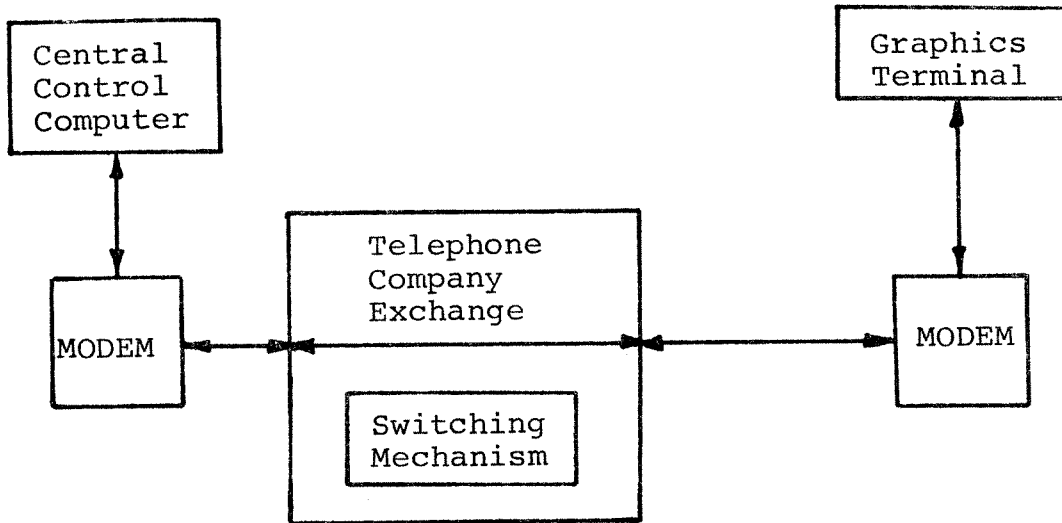 Central
Control
Computer
Graphics
Terminal
Telephone
Company
Exchange
MODEM
MODEM
Switching
Mechanism